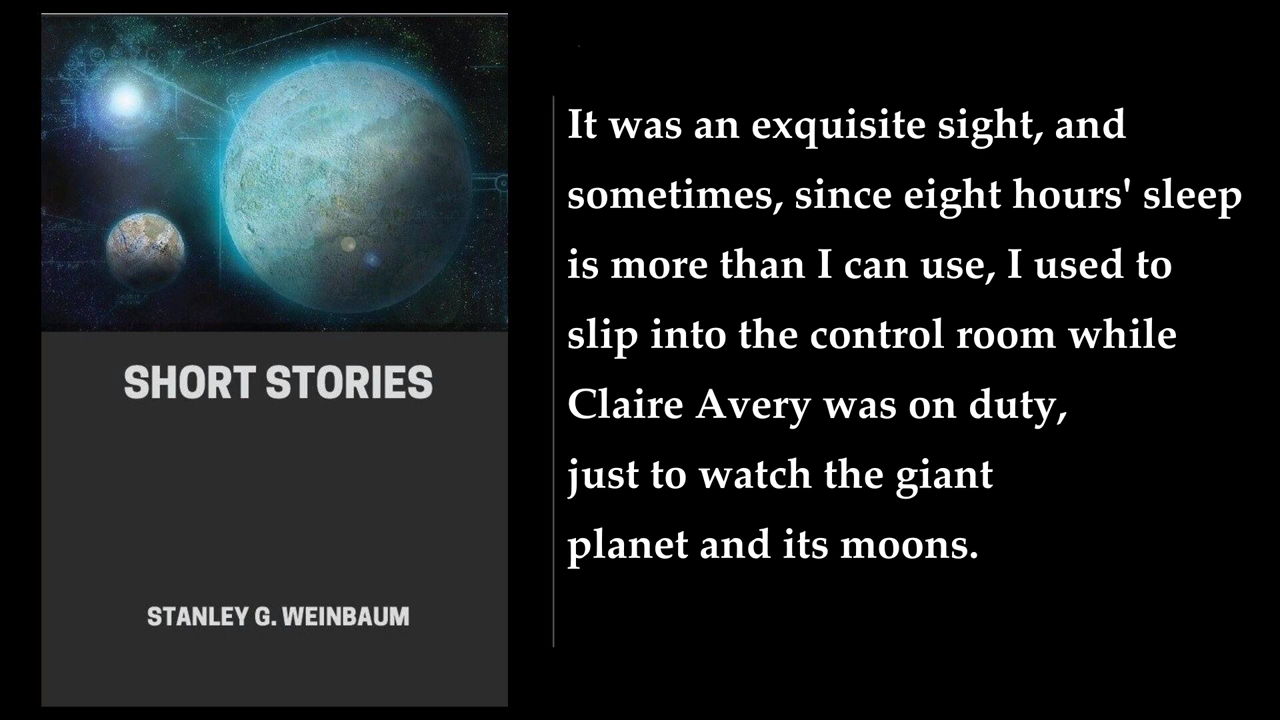 SHORT STORIES
STANLEY G. WEINBAUM
It was an exquisite sight, and
sometimes, since eight hours' sleep
is more than I can use, I used to
slip into the control room while
Claire Avery was on duty,
just to watch the giant
planet and its moons.